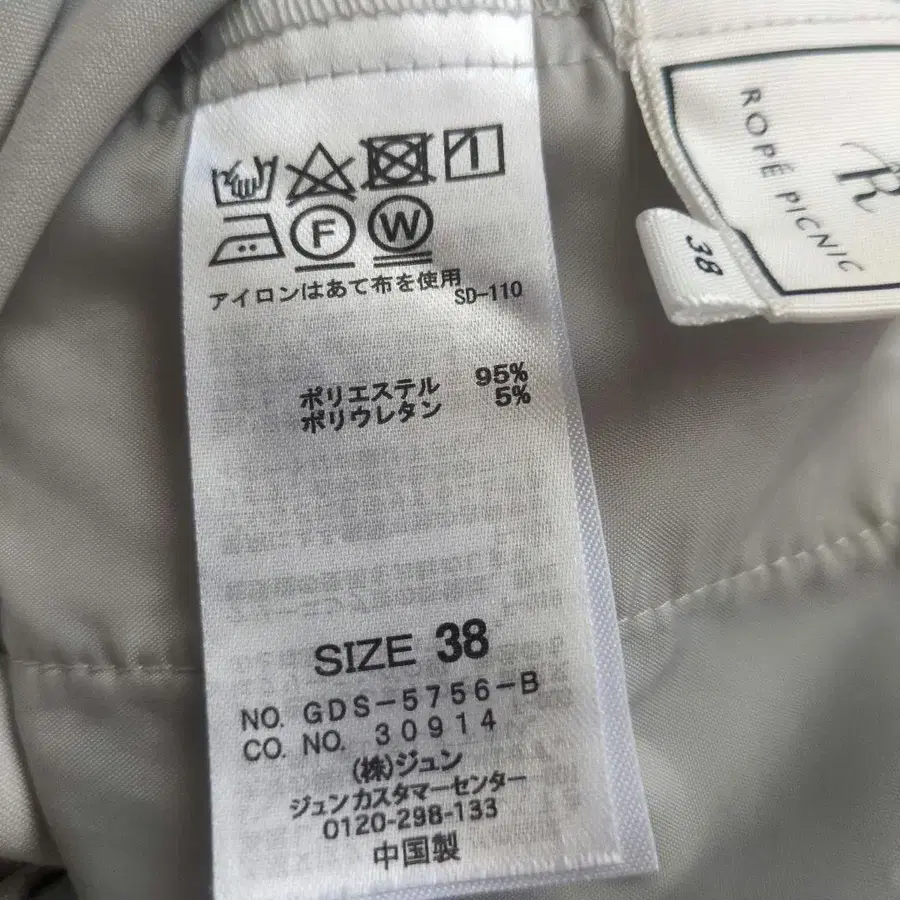 F W
アイロンはあて布を使用
SD-110
ポリエステル 95%
ポリウレタン 5%
SIZE 38
NO. GDS-5756-B
CO. NO. 30914
(株)ジュン
ジュンカスタマーセンター
0120-298-133
中国製
R
ROPÉ PICNIC
38